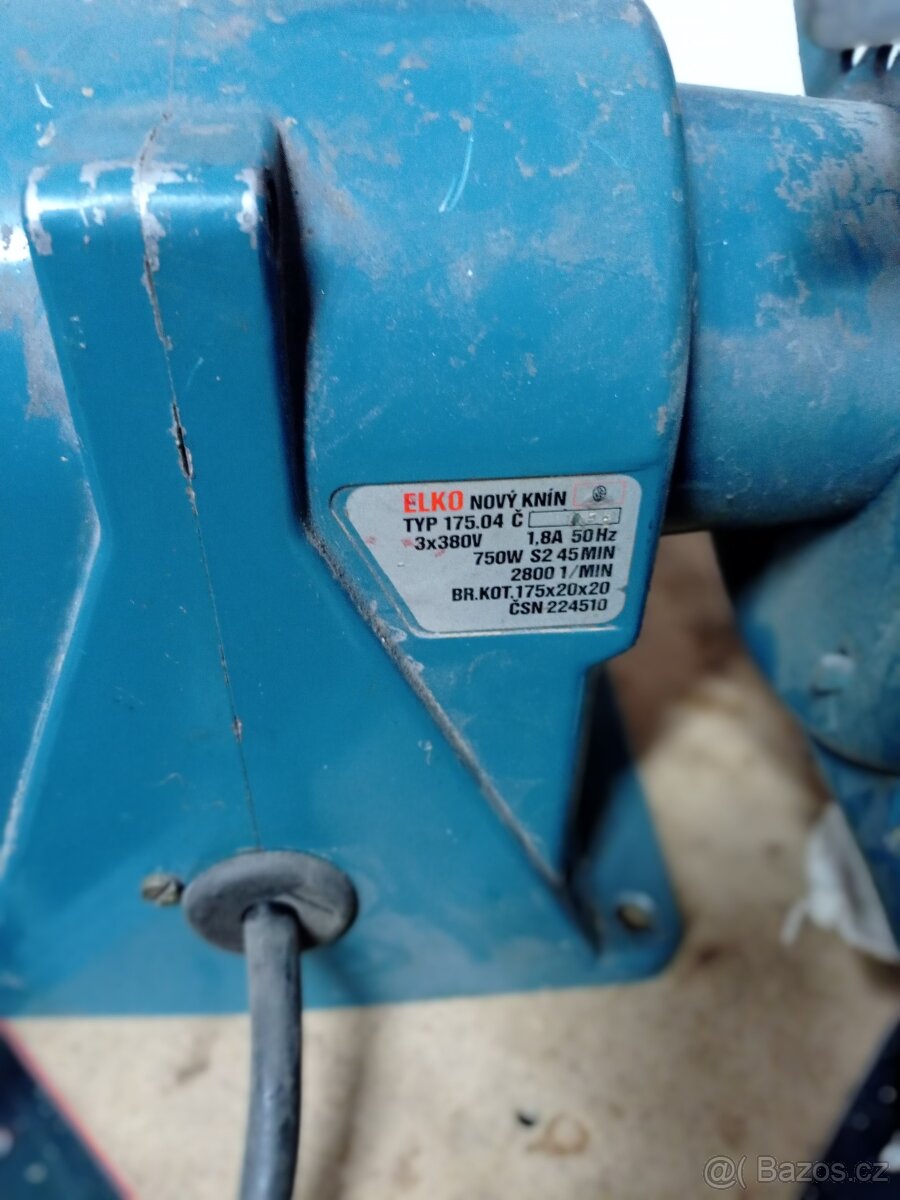 ELKO NOVÝ KNÍN
TYP 175.04 Č
3x380V 1,8A 50Hz
750W S2 45MIN
2800 1/MIN
BR.KOT.175x20x20
ČSN 224510
@( Bazos.cz